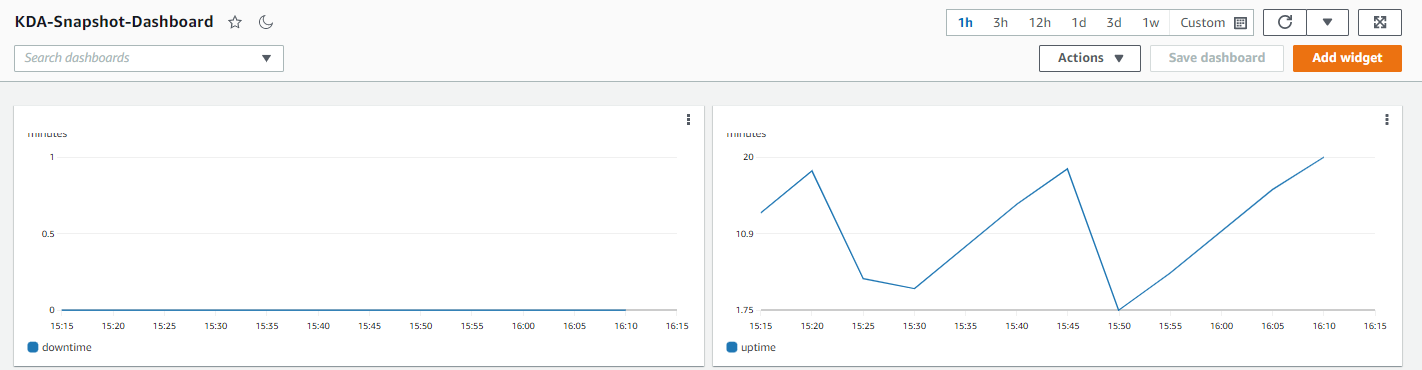 KDA-Snapshot-Dashboard
1h 3h 12h 1d 3d 1w Custom
Search dashboards
Actions Save dashboard Add widget
minutes
1
0.5
0
15:15 15:20 15:25 15:30 15:35 15:40 15:45 15:50 15:55 16:00 16:05 16:10 16:15
downtime
minutes
20
10.9
1.75
15:15 15:20 15:25 15:30 15:35 15:40 15:45 15:50 15:55 16:00 16:05 16:10 16:15
uptime